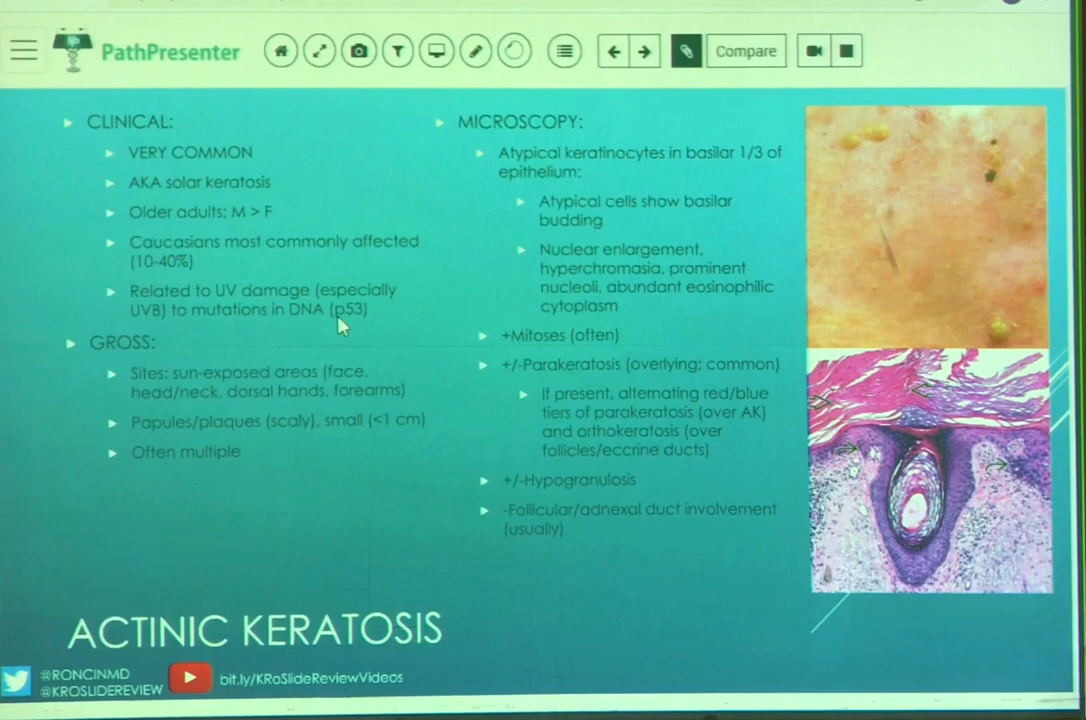 PathPresenter
Compare
CLINICAL:
VERY COMMON
AKA solar keratosis
Older adults; M > F
Caucasians most commonly affected
(10-40%)
Related to UV damage (especially
UVB) to mutations in DNA (p53)
GROSS:
Sites: sun-exposed areas (face,
head/neck, dorsal hands, forearms)
Papules/plaques (scaly), small (<1 cm)
Often multiple
MICROSCOPY:
Atypical keratinocytes in basilar 1/3 of
epithelium:
Atypical cells show basilar
budding
Nuclear enlargement,
hyperchromasia, prominent
nucleoli, abundant eosinophilic
cytoplasm
+Mitoses (often)
+/-Parakeratosis (overlying; common)
If present, alternating red/blue
tiers of parakeratosis (over AK)
and orthokeratosis (over
follicles/eccrine ducts)
+/-Hypogranulosis
-Follicular/adnexal duct involvement
(usually)
ACTINIC KERATOSIS
@RONCINMD
@KROSLIDEREVIEW
bit.ly/KRoSlideReviewVideos